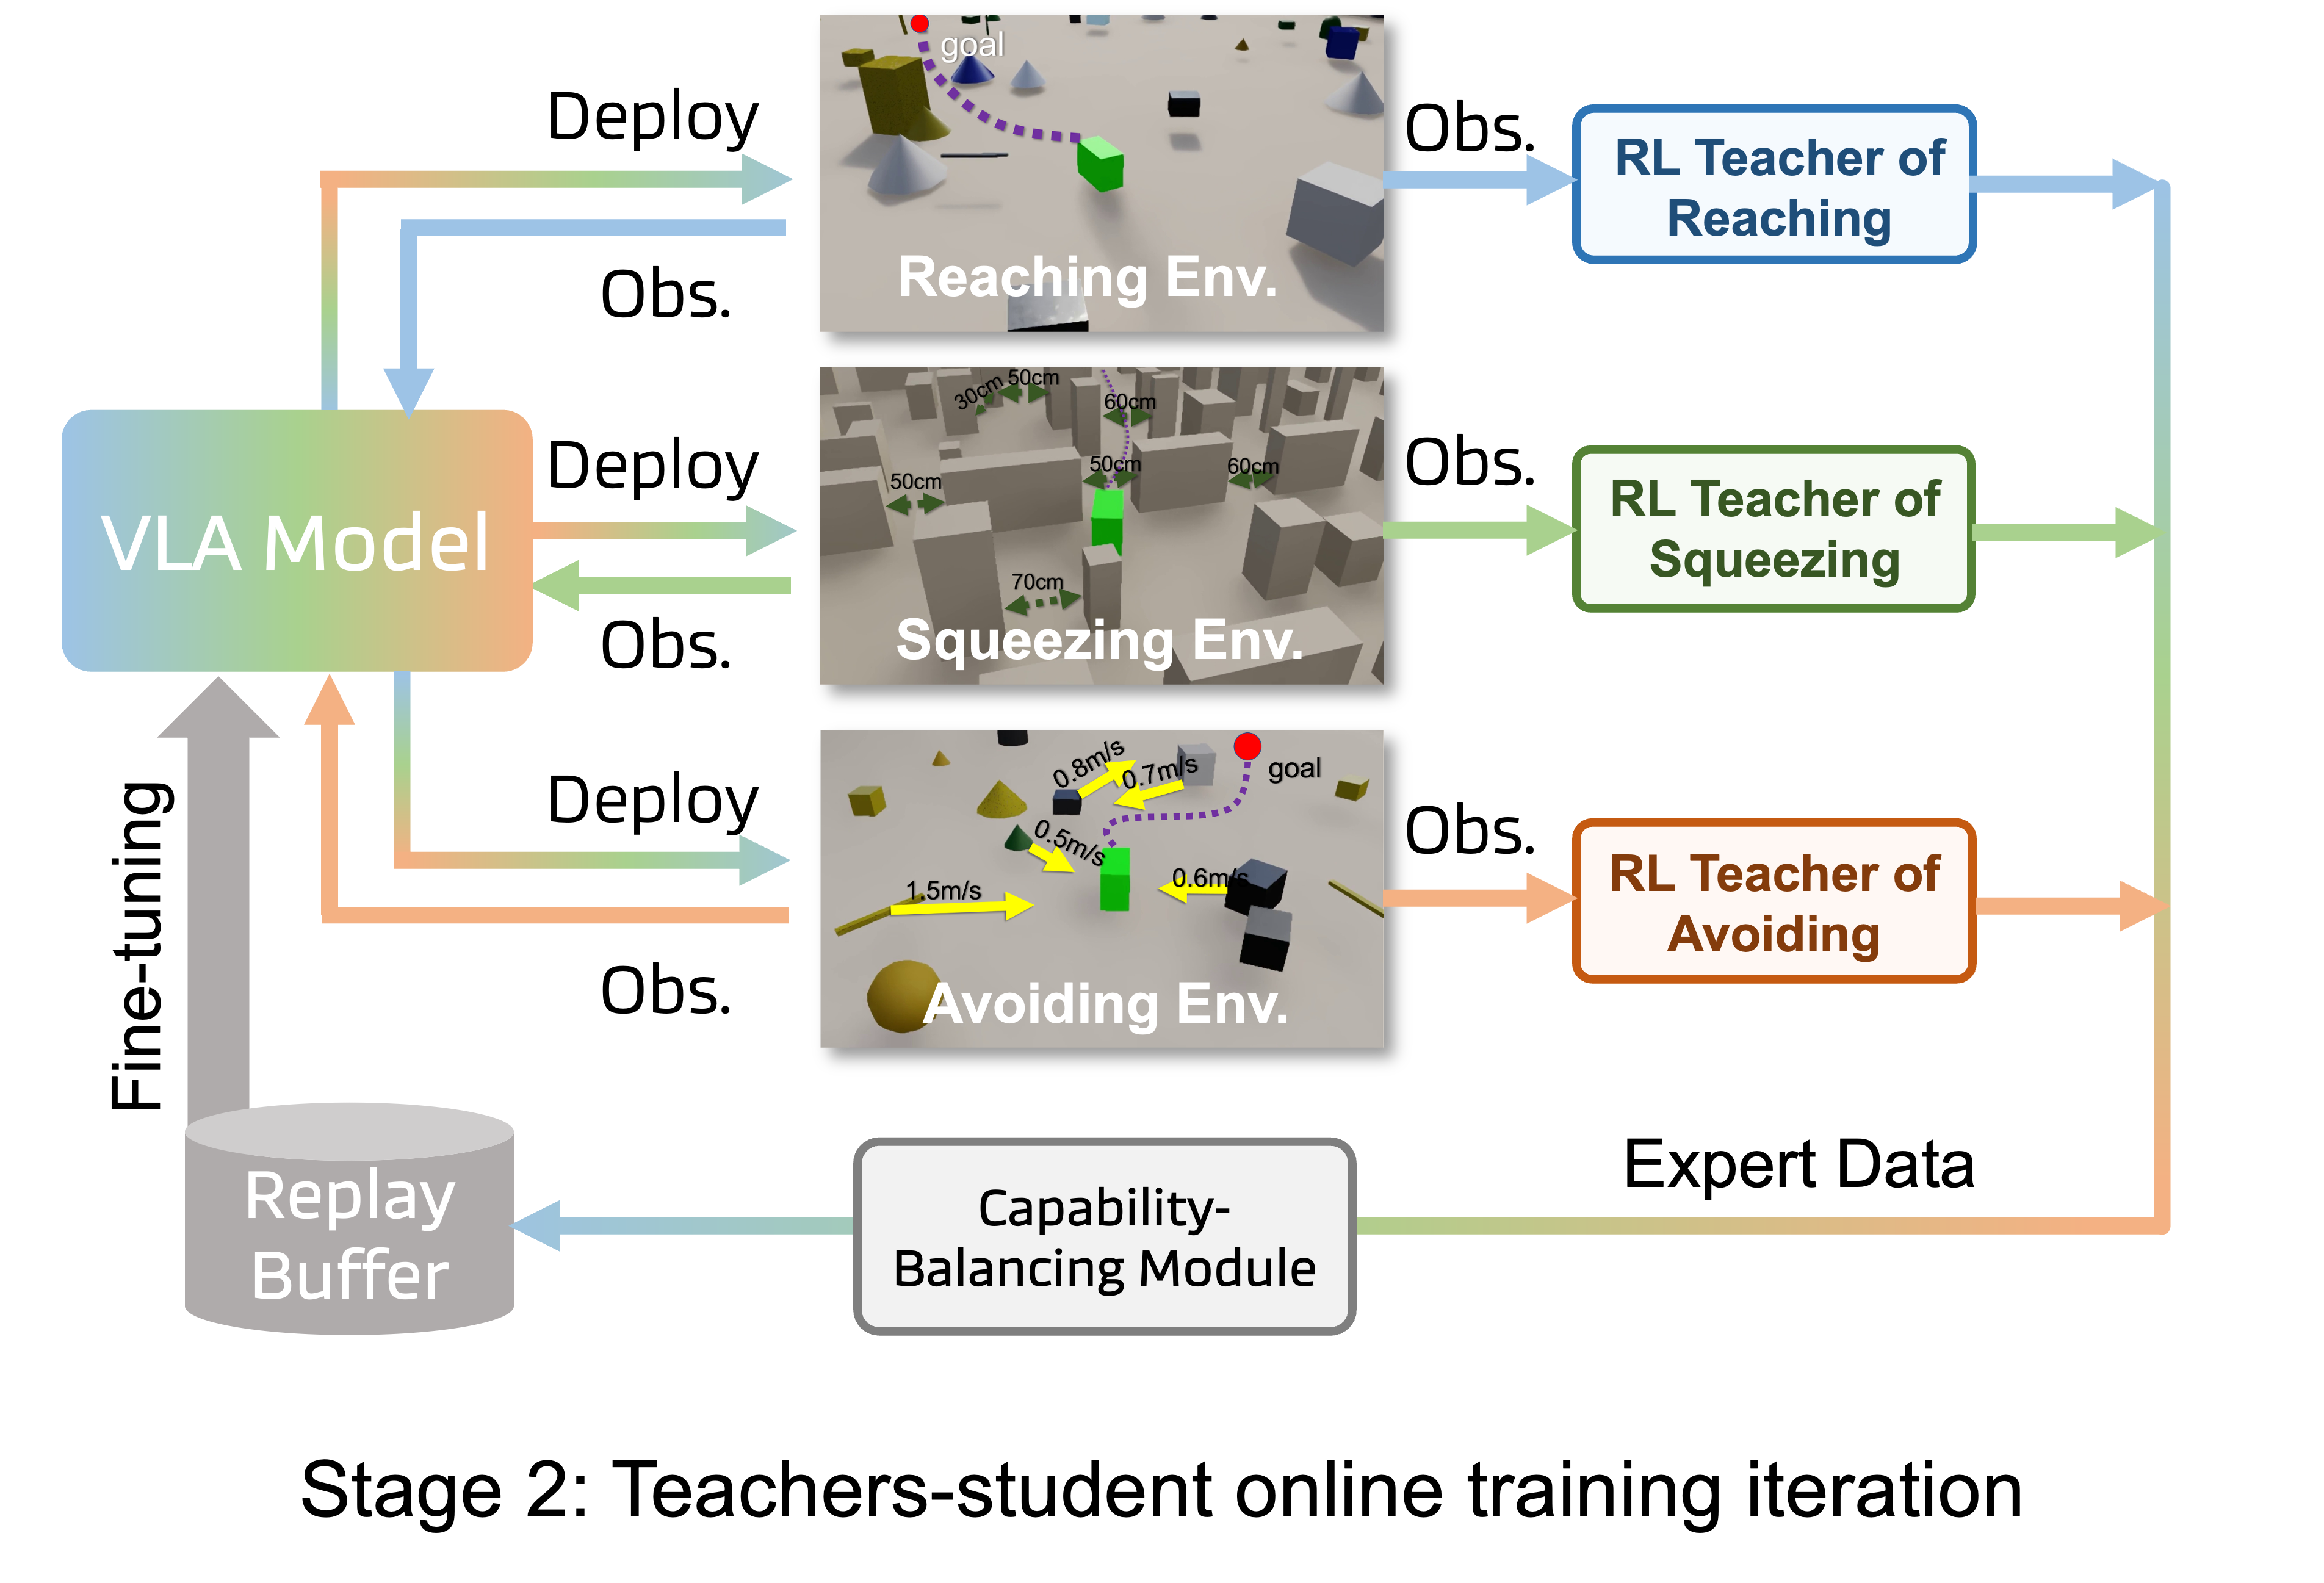 Deploy
Obs.
goal
Reaching Env.
Obs.
RL Teacher of
Reaching
VLA Model
Deploy
Obs.
30cm
50cm
60cm
50cm
50cm
60cm
70cm
Squeezing Env.
Obs.
RL Teacher of
Squeezing
Deploy
Obs.
0.8m/s
0.7m/s
goal
0.5m/s
1.5m/s
0.6m/s
Avoiding Env.
Obs.
RL Teacher of
Avoiding
Fine-tuning
Replay
Buffer
Capability-
Balancing Module
Expert Data
Stage 2: Teachers-student online training iteration